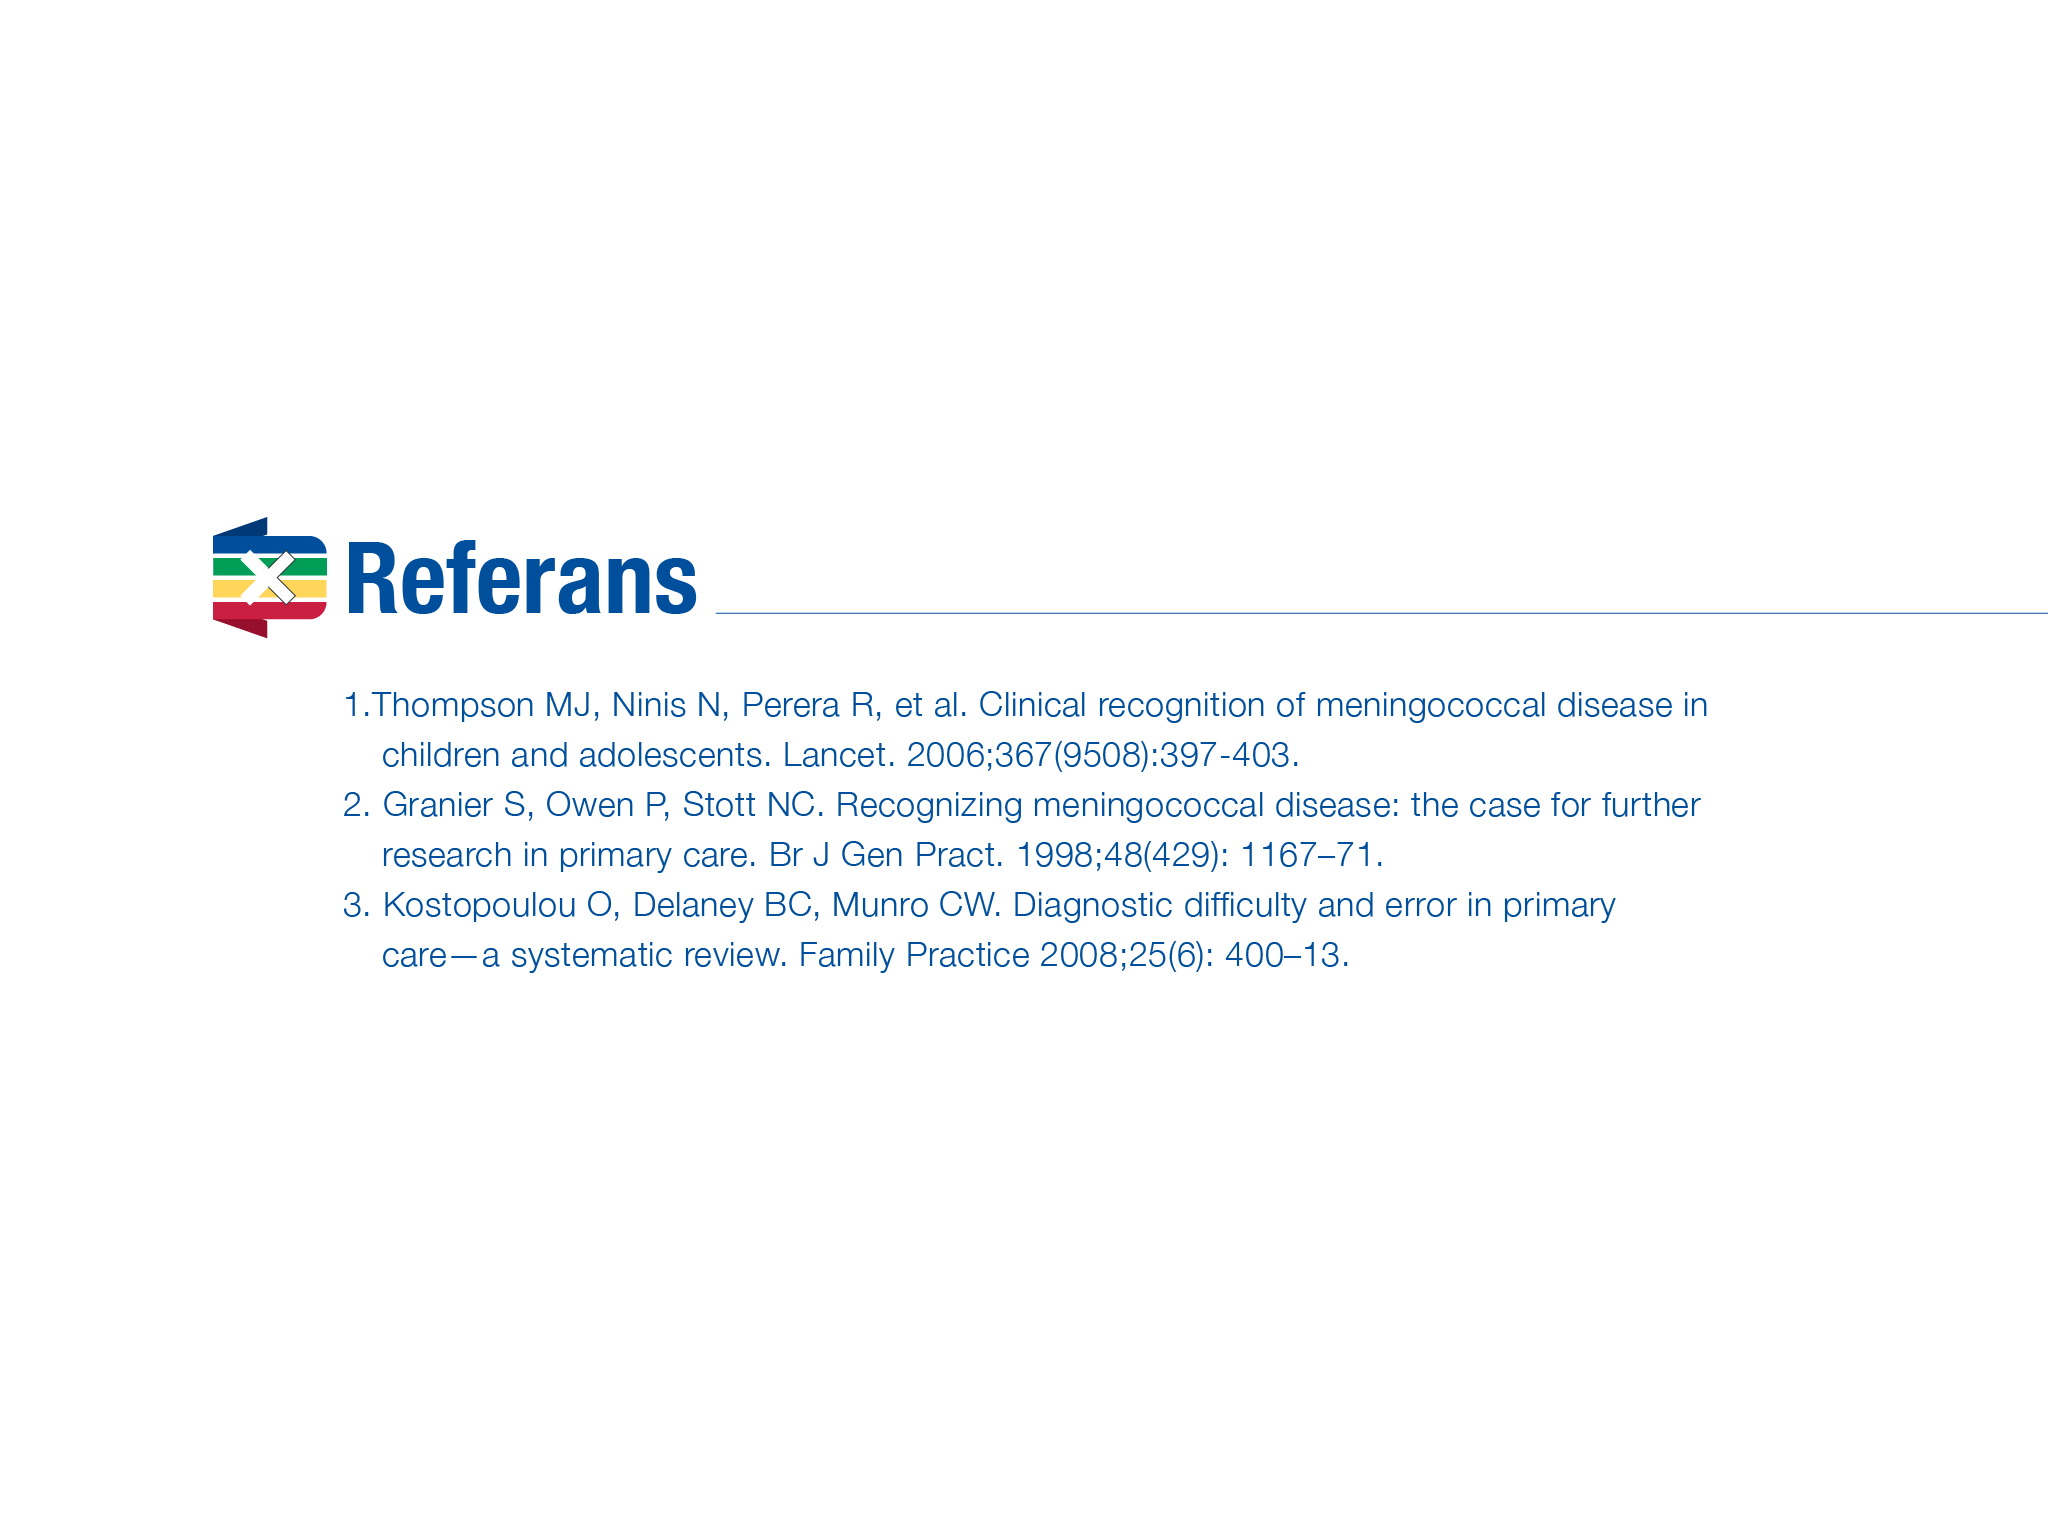 Referans
1.Thompson MJ, Ninis N, Perera R, et al. Clinical recognition of meningococcal disease in
children and adolescents. Lancet. 2006;367(9508):397-403.
2. Granier S, Owen P, Stott NC. Recognizing meningococcal disease: the case for further
research in primary care. Br J Gen Pract. 1998;48(429): 1167–71.
3. Kostopoulou O, Delaney BC, Munro CW. Diagnostic difficulty and error in primary
care—a systematic review. Family Practice 2008;25(6): 400–13.